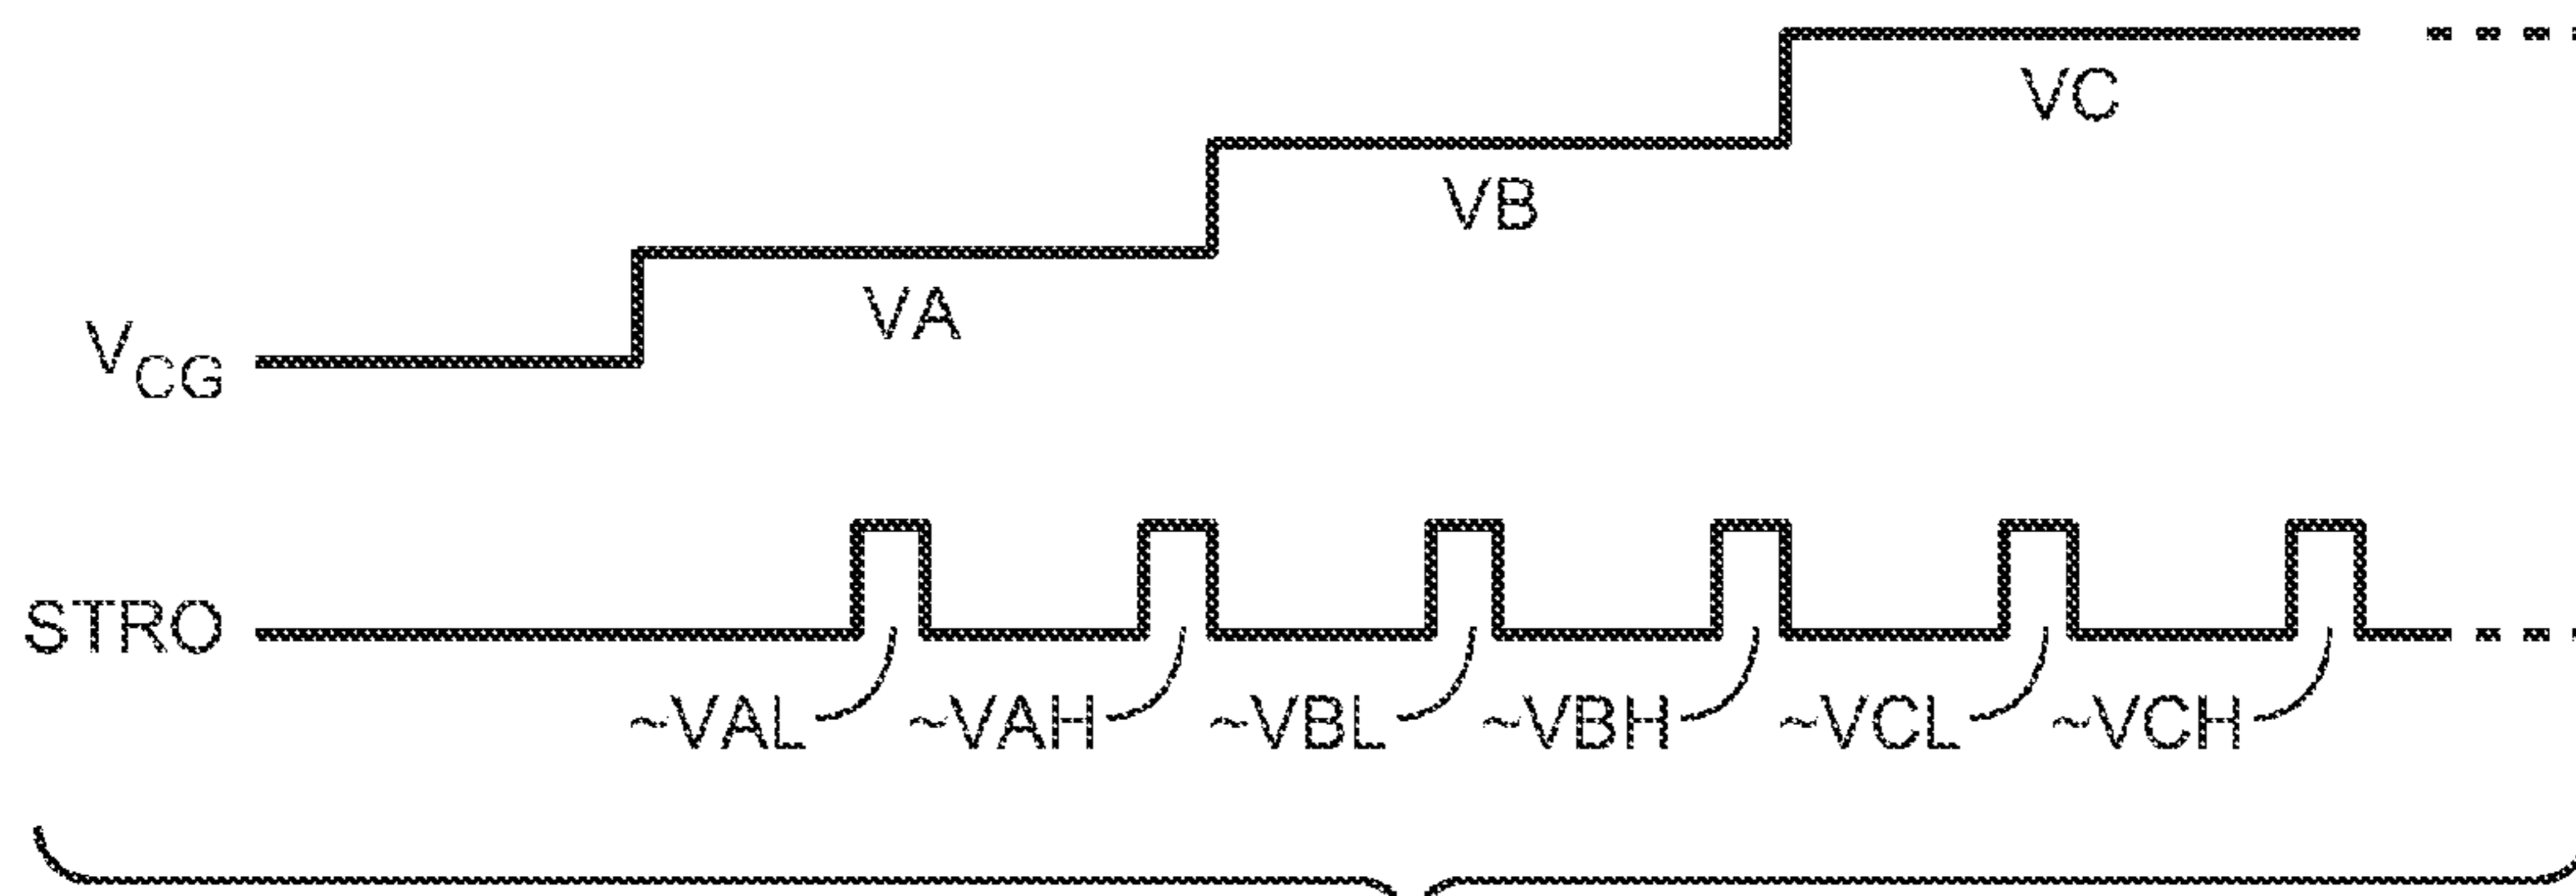 VC
VB
VA
VCG
STRO
~VAL ~VAH ~VBL ~VBH ~VCL ~VCH